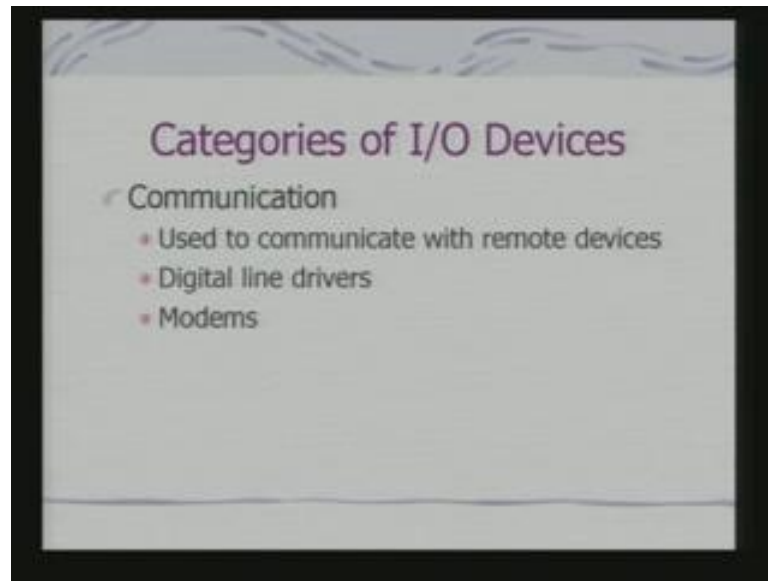 Categories of I/O Devices
Communication
Used to communicate with remote devices
Digital line drivers
Modems